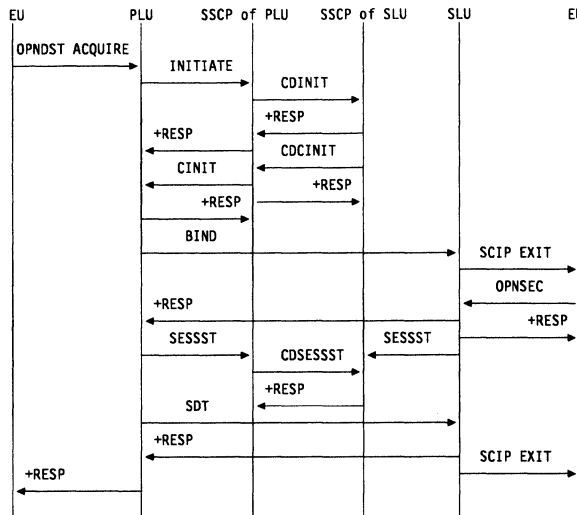 EU PLU SSCP of PLU SSCP of SLU SLU E
OPNDST ACQUIRE
INITIATE
CDINIT
+RESP
+RESP
CDCINIT
CINIT
+RESP
+RESP
BIND
SCIP EXIT
OPNSEC
+RESP
+RESP
SESSST
SESSST
CDSESSST
+RESP
SDT
+RESP
SCIP EXIT
+RESP